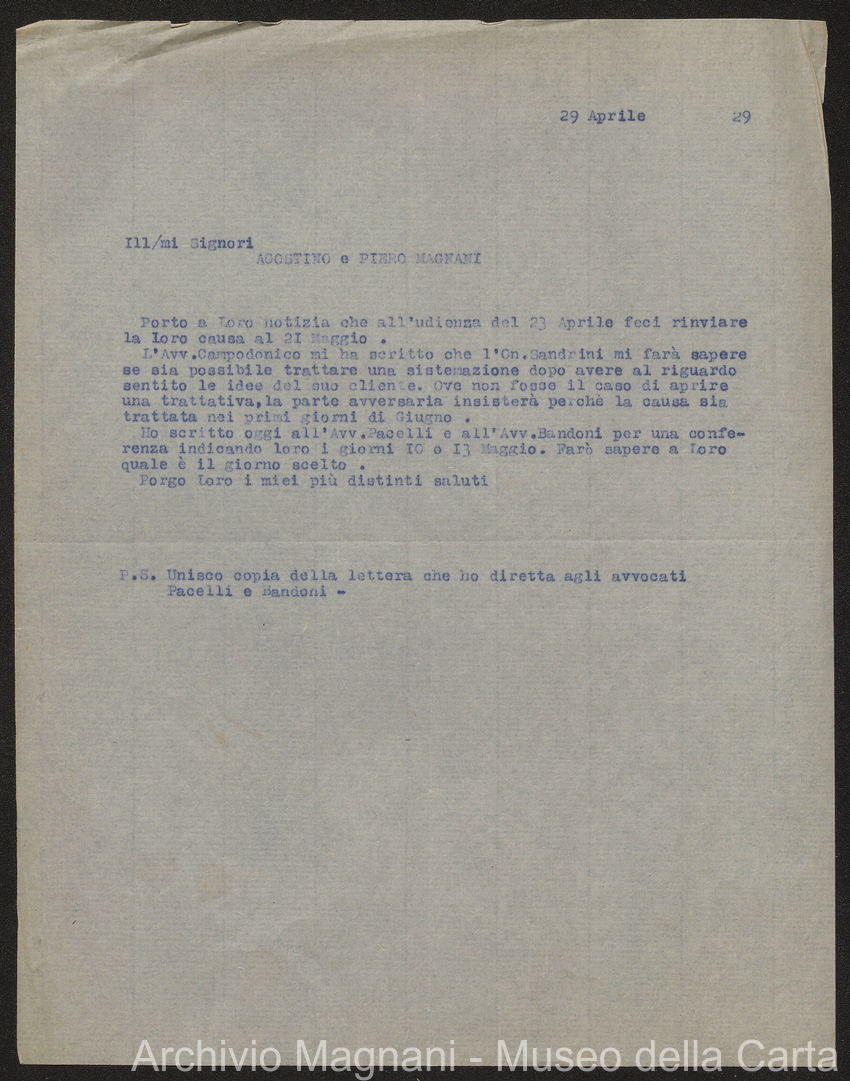 29 Aprile 29
Ill/mi Signori
AGOSTINO e PIERO MAGNANI
Porto a Loro notizia che all'udienza del 23 Aprile feci rinviare
la loro causa al 2I Maggio .
L'Avv.Campodonico mi ha scritto che l'On.Sandrini mi farà sapere
se sia possibile trattare una sistemazione dopo avere al riguardo
sentito le idee del suo cliente. Ove non fosse il caso di aprire
una trattativa,la parte avversaria insisterà perchè la causa sia
trattata nei primi giorni di Giugno .
Ho scritto oggi all'Avv.Pacelli e all'Avv.Bandoni per una confe-
renza indicando loro i giorni IO o I3 Maggio. Farò sapere a Loro
quale è il giorno scelto .
Porgo Loro i miei più distinti saluti
P.S. Unisco copia della lettera che ho diretta agli avvocati
Pacelli e Bandoni -
Archivio Magnani - Museo della Carta